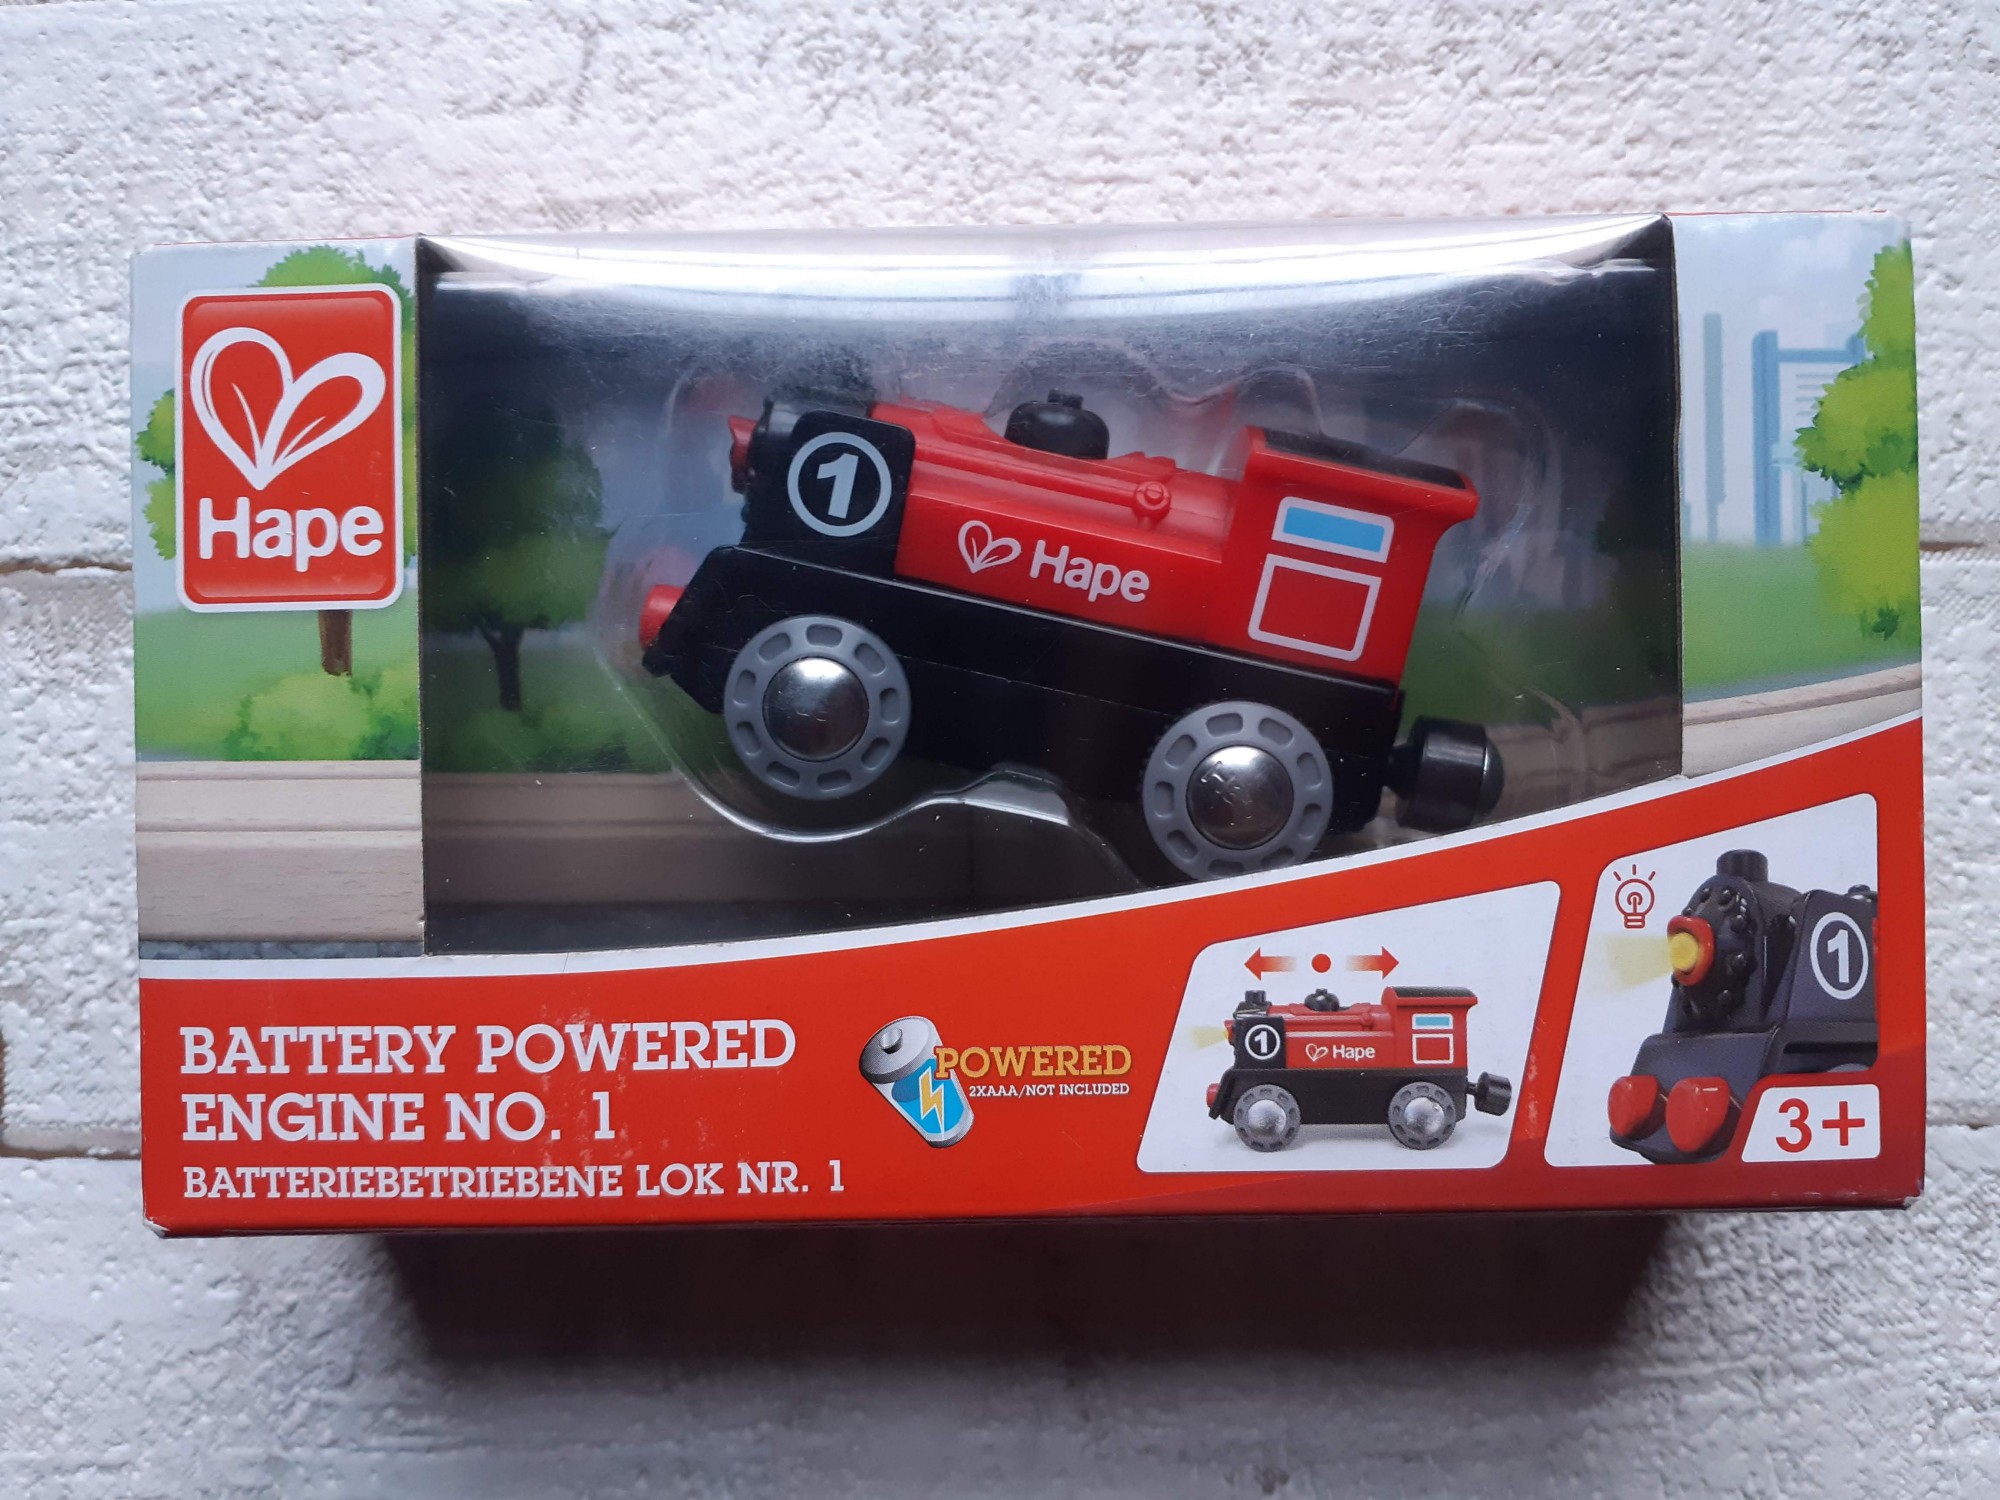 Hape
1
Hape
BATTERY POWERED
ENGINE NO. 1
BATTERIEBETRIEBENE LOK NR. 1
POWERED
2XAAA/NOT INCLUDED
1
Hape
1
3+